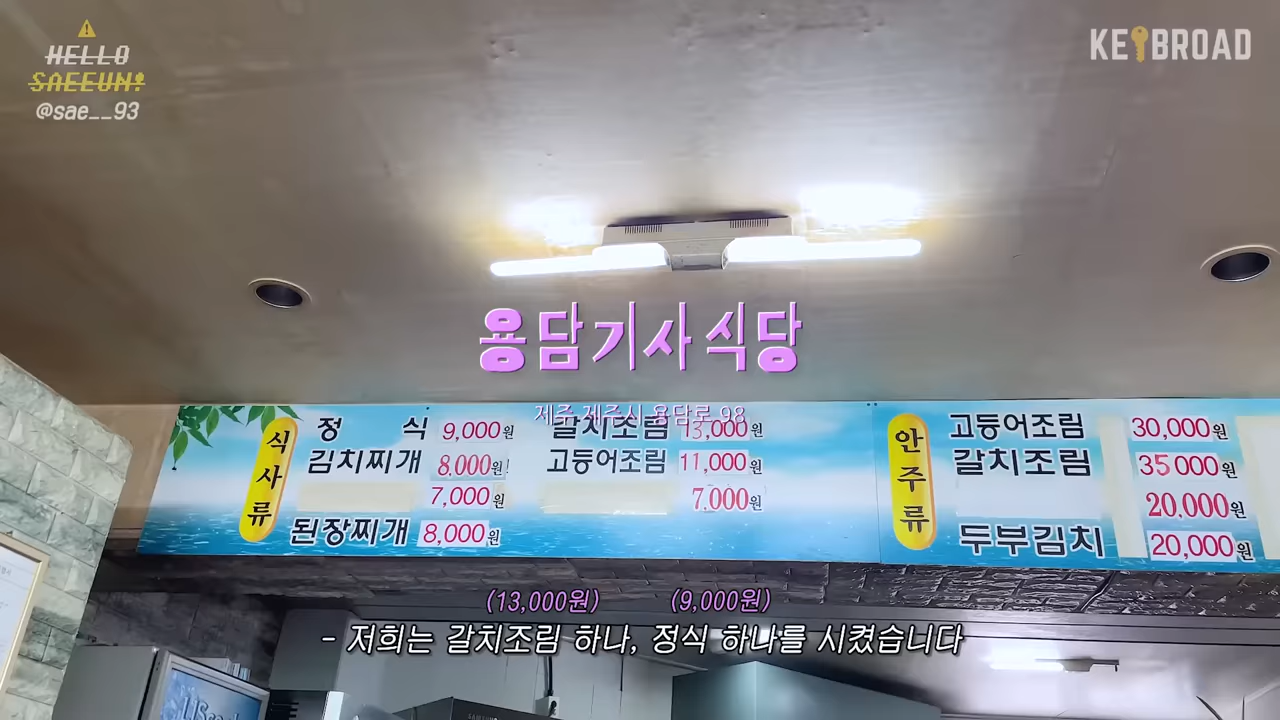 HELLO
SAEEUN!
@sae__93
KEYBROAD
용담기사식당
제주 제주시 용담로 98
식사류
정 식 9,000원
김치찌개 8,000원
7,000원
된장찌개 8,000원
갈치조림 13,000원
고등어조림 11,000원
7,000원
안주류
고등어조림 30,000원
갈치조림 35,000원
20,000원
두부김치 20,000원
(13,000원) (9,000원)
- 저희는 갈치조림 하나, 정식 하나를 시켰습니다